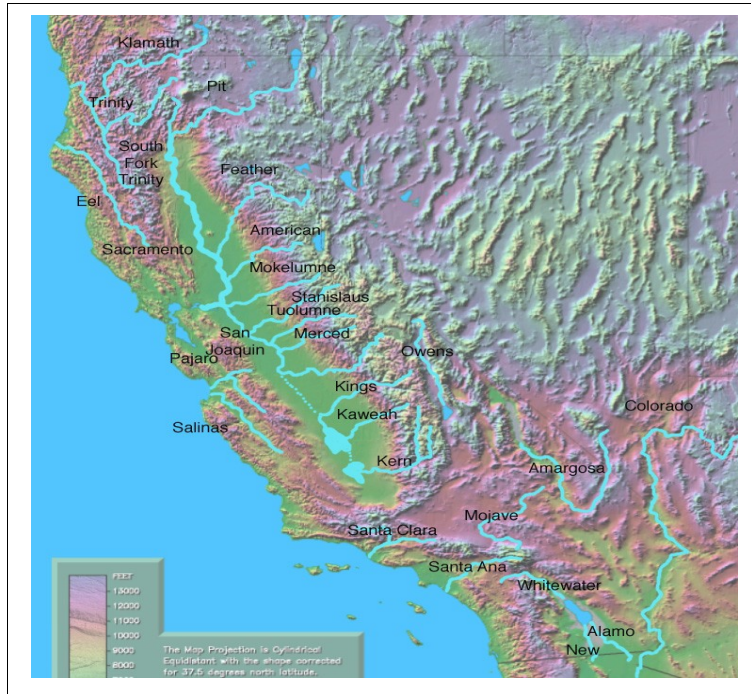 Klamath
Pit
Trinity
South
Fork
Trinity
Feather
Eel
American
Sacramento
Mokelumne
Stanislaus
Tuolumne
San
Joaquin
Merced
Owens
Pajaro
Kings
Colorado
Kaweah
Salinas
Kern
Amargosa
Mojave
Santa Clara
Santa Ana
Whitewater
Alamo
New
FEET
13000
12000
11000
10000
9000
8000
The Map Projection is Cylindrical
Equidistant with the shape corrected
for 37.5 degrees north latitude.